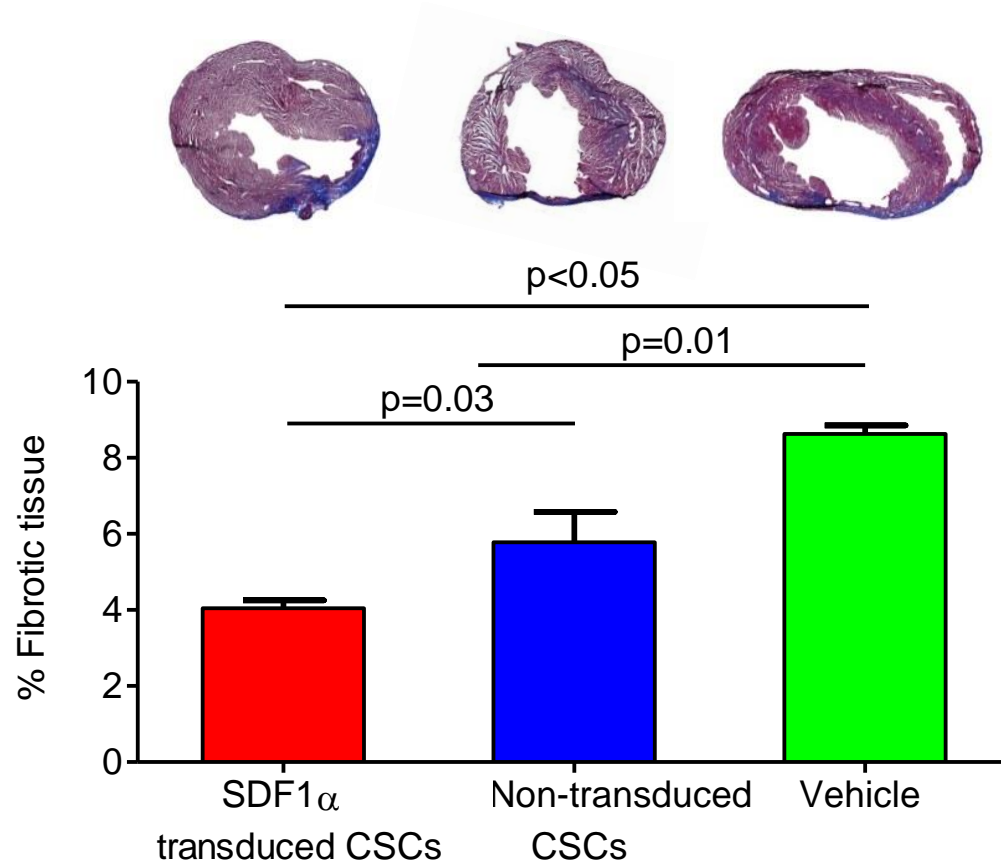 p<0.05
p=0.01
p=0.03
10
8
6
4
2
0
% Fibrotic tissue
SDF1α
transduced CSCs
Non-transduced
CSCs
Vehicle